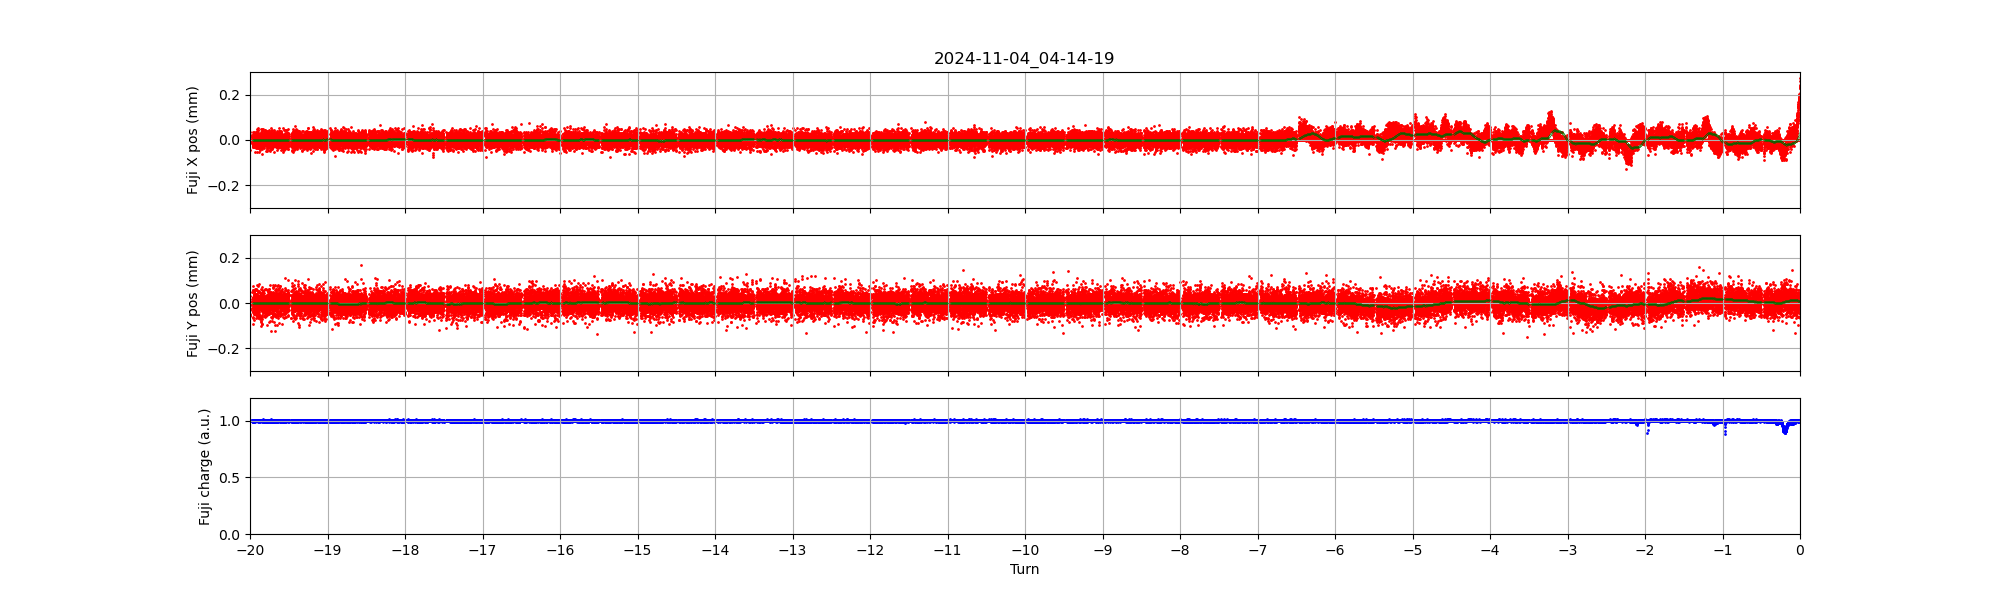 2024-11-04_04-14-19
Fuji X pos (mm)
0.2
0.0
−0.2
Fuji Y pos (mm)
0.2
0.0
−0.2
Fuji charge (a.u.)
1.0
0.5
0.0
−20 −19 −18 −17 −16 −15 −14 −13 −12 −11 −10 −9 −8 −7 −6 −5 −4 −3 −2 −1 0
Turn